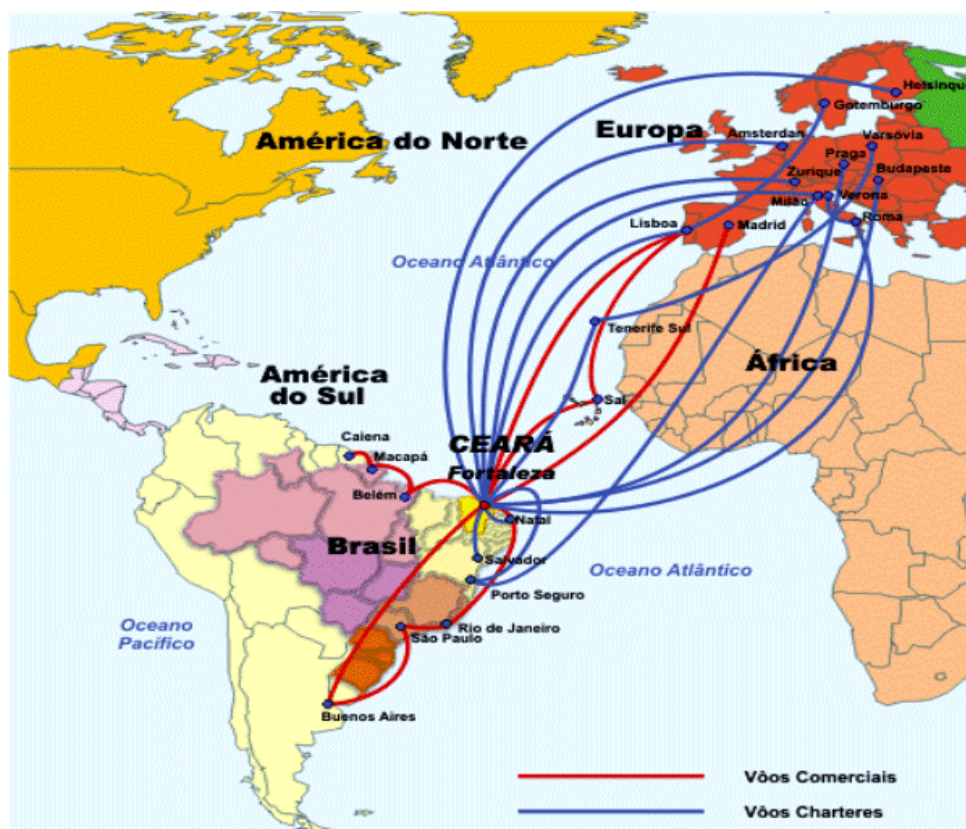 Helsinque
Gotemburgo
América do Norte
Europa
Amsterdan
Varsóvia
Praga
Budapeste
Zurique
Milão
Verona
Roma
Lisboa
Madrid
Oceano Atlântico
Tenerife Sul
África
América
do Sul
Sal
CEARÁ
Fortaleza
Caiena
Macapá
Belém
Natal
Brasil
Salvador
Oceano Atlântico
Porto Seguro
Oceano
Pacífico
Rio de Janeiro
São Paulo
Buenos Aires
Vôos Comerciais
Vôos Charteres